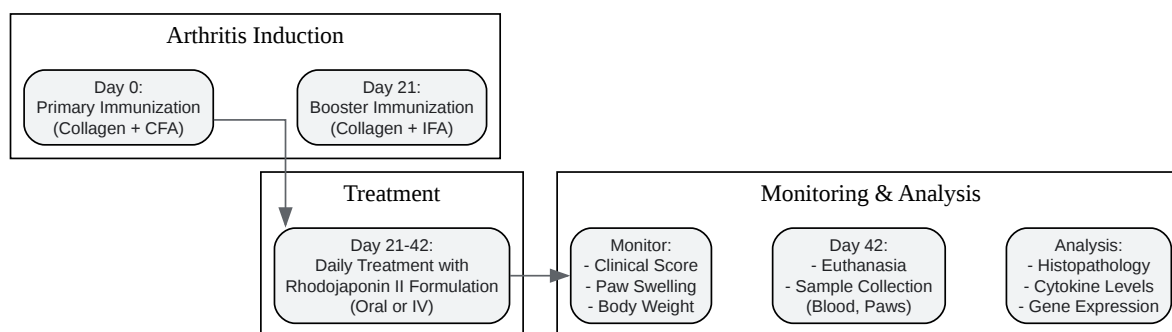 Arthritis Induction
Day 0:
Primary Immunization
(Collagen + CFA)
Day 21:
Booster Immunization
(Collagen + IFA)
Treatment
Day 21-42:
Daily Treatment with
Rhodojaponin II Formulation
(Oral or IV)
Monitoring & Analysis
Monitor:
- Clinical Score
- Paw Swelling
- Body Weight
Day 42:
- Euthanasia
- Sample Collection
(Blood, Paws)
Analysis:
- Histopathology
- Cytokine Levels
- Gene Expression